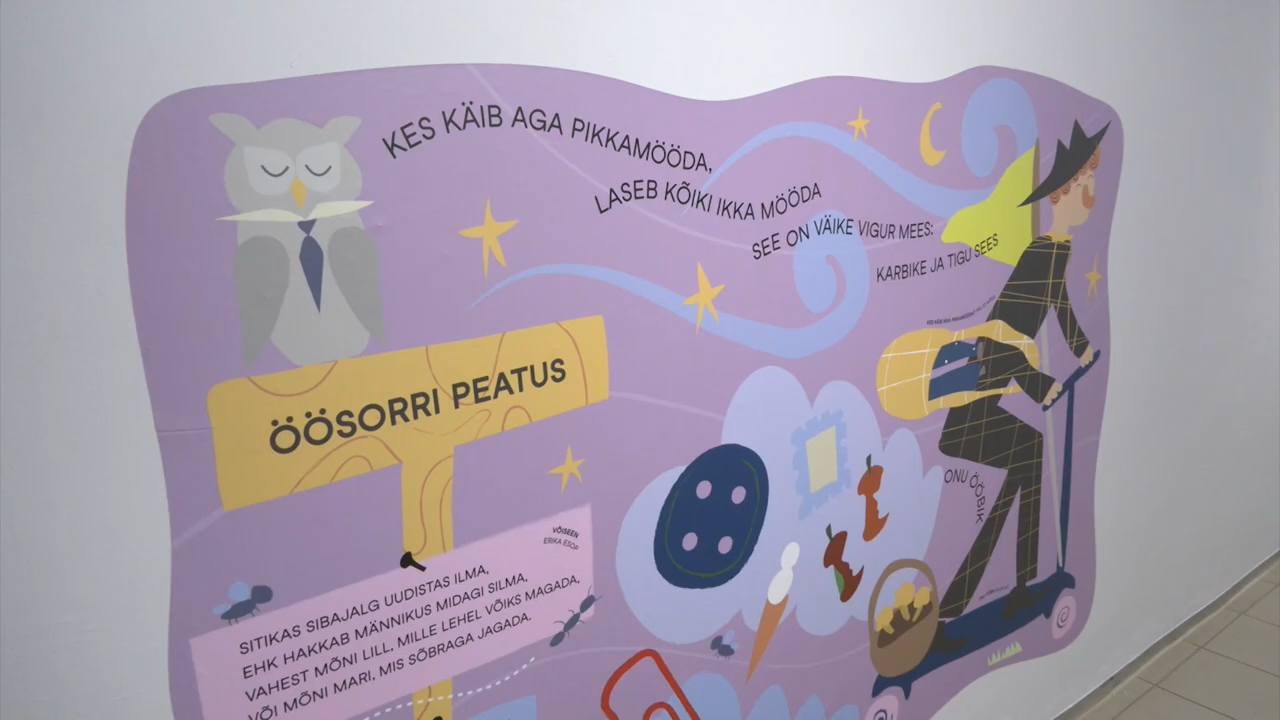 KES KÄIB AGA PIKKAMÖÖDA,
LASEB KÕIKI IKKA MÖÖDA
SEE ON VÄIKE VIGUR MEES:
KARBIKE JA TIGU SEES
ÖÖSORRI PEATUS
ONU ÖÖBIK
VÕISEEN
ERIKA ESOP
SITIKAS SIBAJALG UUDISTAS ILMA,
EHK HAKKAB MÄNNIKUS MIDAGI SILMA,
VAHEST MÕNI LILL, MILLE LEHEL VÕIKS MAGADA,
VÕI MÕNI MARI, MIS SÕBRAGA JAGADA.